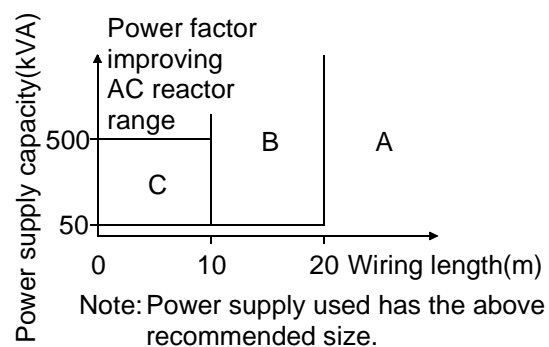 Power factor
improving
AC reactor
range
Power supply capacity(kVA)
500
50
B
A
C
0
10
20
Wiring length(m)
Note: Power supply used has the above
recommended size.